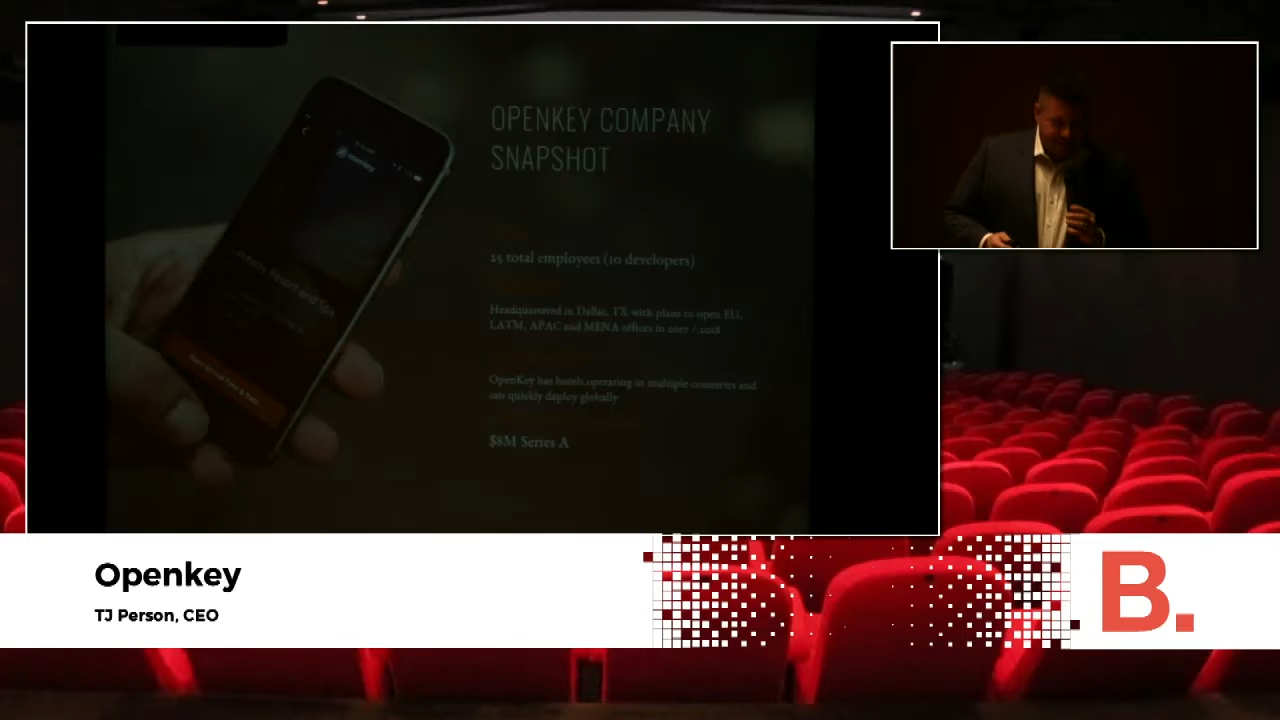 OPENKEY COMPANY
SNAPSHOT
25 total employees (10 developers)
Headquartered in Dallas, TX with plans to open EU,
LATM, APAC and MENA offices in 2017 / 2018
OpenKey has hotels operating in multiple countries and
can quickly deploy globally
$8M Series A
Openkey
TJ Person, CEO
B.